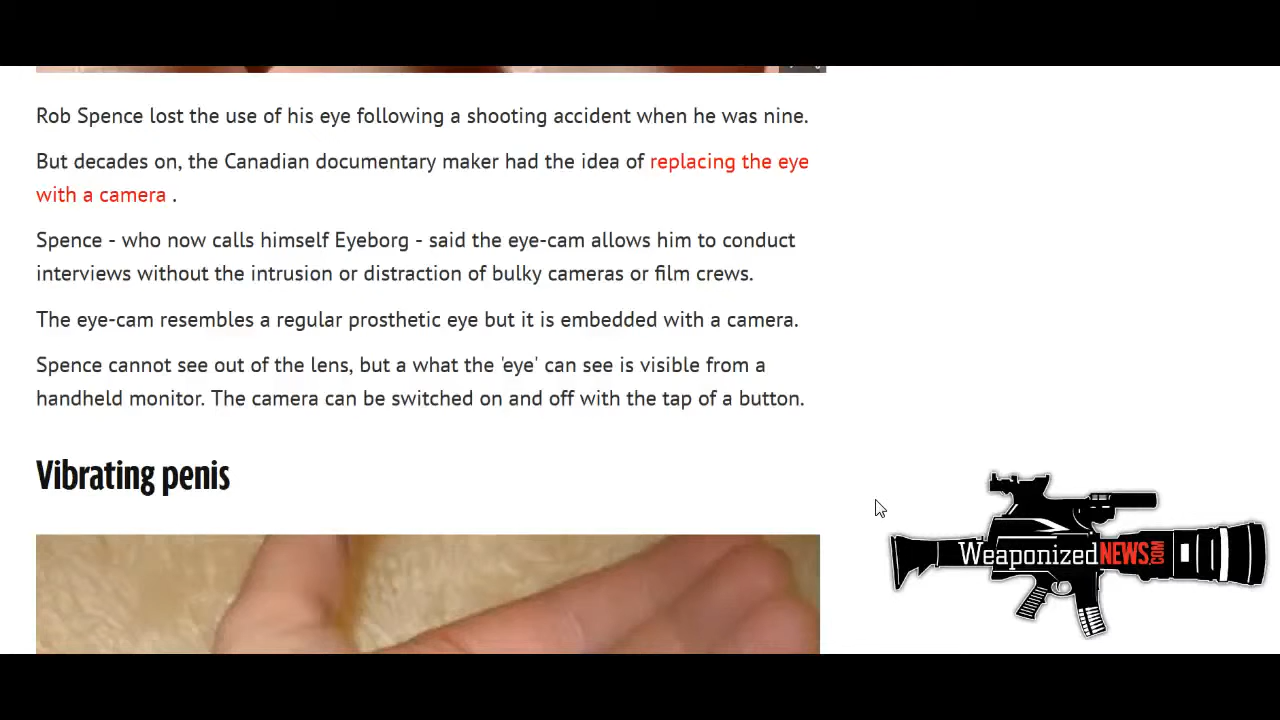 Rob Spence lost the use of his eye following a shooting accident when he was nine.
But decades on, the Canadian documentary maker had the idea of replacing the eye
with a camera .
Spence - who now calls himself Eyeborg - said the eye-cam allows him to conduct
interviews without the intrusion or distraction of bulky cameras or film crews.
The eye-cam resembles a regular prosthetic eye but it is embedded with a camera.
Spence cannot see out of the lens, but a what the 'eye' can see is visible from a
handheld monitor. The camera can be switched on and off with the tap of a button.
Vibrating penis
WeaponizedNEWS.COM